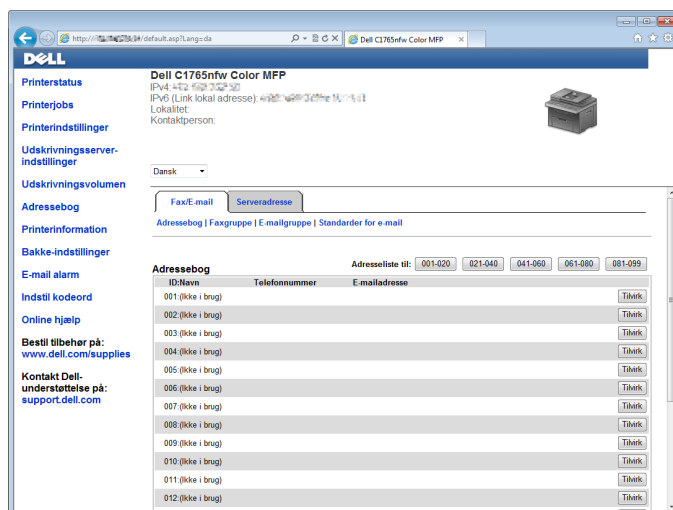 http://
/default.asp?Lang=da
Dell C1765nfw Color MFP
DELL
Printerstatus
Printerjobs
Printerindstillinger
Udskrivningsserver-
indstillinger
Udskrivningsvolumen
Adressebog
Printerinformation
Bakke-indstillinger
E-mail alarm
Indstil kodeord
Online hjælp
Bestil tilbehør på:
www.dell.com/supplies
Kontakt Dell-
understøttelse på:
support.dell.com
Dell C1765nfw Color MFP
IPv4:
IPv6 (Link lokal adresse):
Lokalitet:
Kontaktperson:
Dansk
Fax/E-mail Serveradresse
Adressebog | Faxgruppe | E-mailgruppe | Standarder for e-mail
Adresseliste til: 001-020 021-040 041-060 061-080 081-099
Adressebog
ID:Navn Telefonnummer E-mailadresse
001:(Ikke i brug) Tilvirk
002:(Ikke i brug) Tilvirk
003:(Ikke i brug) Tilvirk
004:(Ikke i brug) Tilvirk
005:(Ikke i brug) Tilvirk
006:(Ikke i brug) Tilvirk
007:(Ikke i brug) Tilvirk
008:(Ikke i brug) Tilvirk
009:(Ikke i brug) Tilvirk
010:(Ikke i brug) Tilvirk
011:(Ikke i brug) Tilvirk
012:(Ikke i brug) Tilvirk